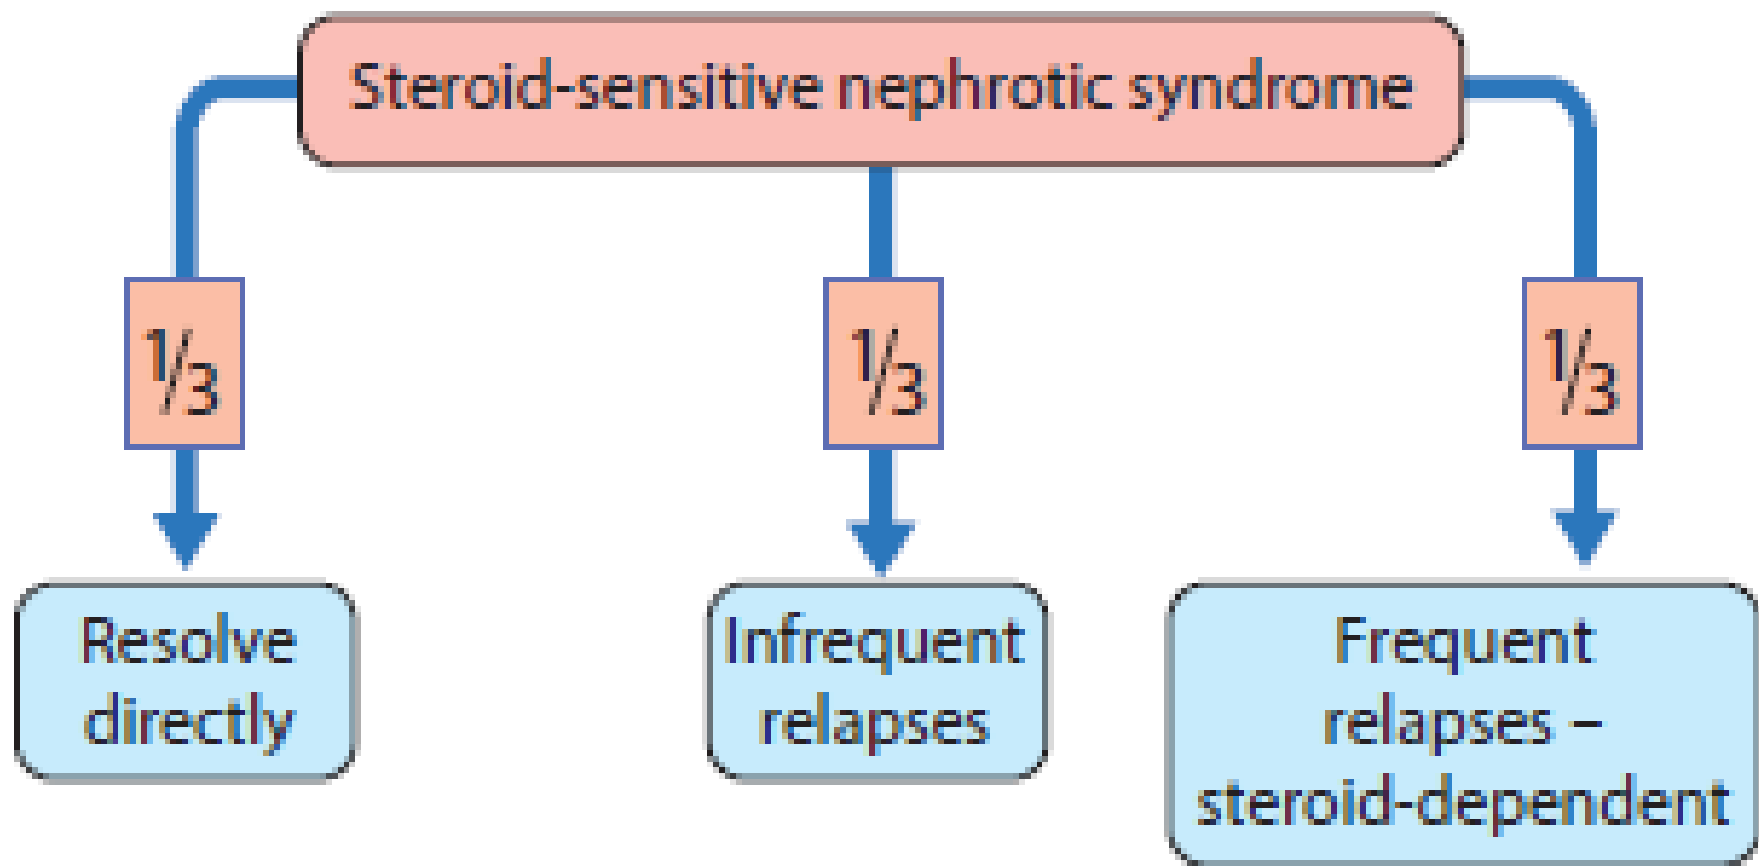 Steroid-sensitive nephrotic syndrome
1/3
1/3
1/3
Resolve
directly
Infrequent
relapses
Frequent
relapses –
steroid-dependent